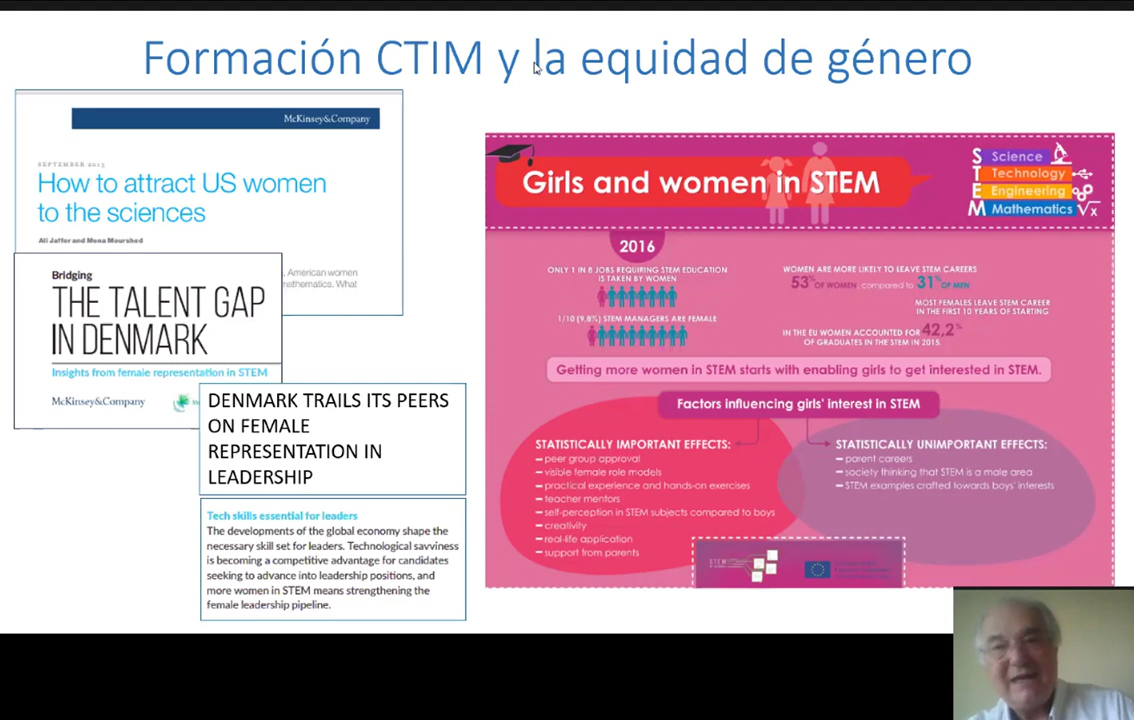 Formación CTIM y la equidad de género
McKinsey&Company
SEPTEMBER 2013
How to attract US women
to the sciences
Ali Jaffer and Mona Mourshed
, American women
mathematics. What
Bridging
THE TALENT GAP
IN DENMARK
Insights from female representation in STEM
McKinsey&Company
DENMARK TRAILS ITS PEERS
ON FEMALE
REPRESENTATION IN
LEADERSHIP
Tech skills essential for leaders
The developments of the global economy shape the
necessary skill set for leaders. Technological savviness
is becoming a competitive advantage for candidates
seeking to advance into leadership positions, and
more women in STEM means strengthening the
female leadership pipeline.
Girls and women in STEM
S Science
T Technology
E Engineering
M Mathematics √x
2016
ONLY 1 IN 8 JOBS REQUIRING STEM EDUCATION
IS TAKEN BY WOMEN
1/10 (9,8%) STEM MANAGERS ARE FEMALE
WOMEN ARE MORE LIKELY TO LEAVE STEM CAREERS
53% OF WOMEN compared to 31% OF MEN
MOST FEMALES LEAVE STEM CAREER
IN THE FIRST 10 YEARS OF STARTING
IN THE EU WOMEN ACCOUNTED FOR 42,2%
OF GRADUATES IN THE STEM IN 2015
Getting more women in STEM starts with enabling girls to get interested in STEM.
Factors influencing girls' interest in STEM
STATISTICALLY IMPORTANT EFFECTS:
– peer group approval
– visible female role models
– practical experience and hands-on exercises
– teacher mentors
– self-perception in STEM subjects compared to boys
– creativity
– real-life application
– support from parents
STATISTICALLY UNIMPORTANT EFFECTS:
– parent careers
– society thinking that STEM is a male area
– STEM examples crafted towards boys' interests
STEM